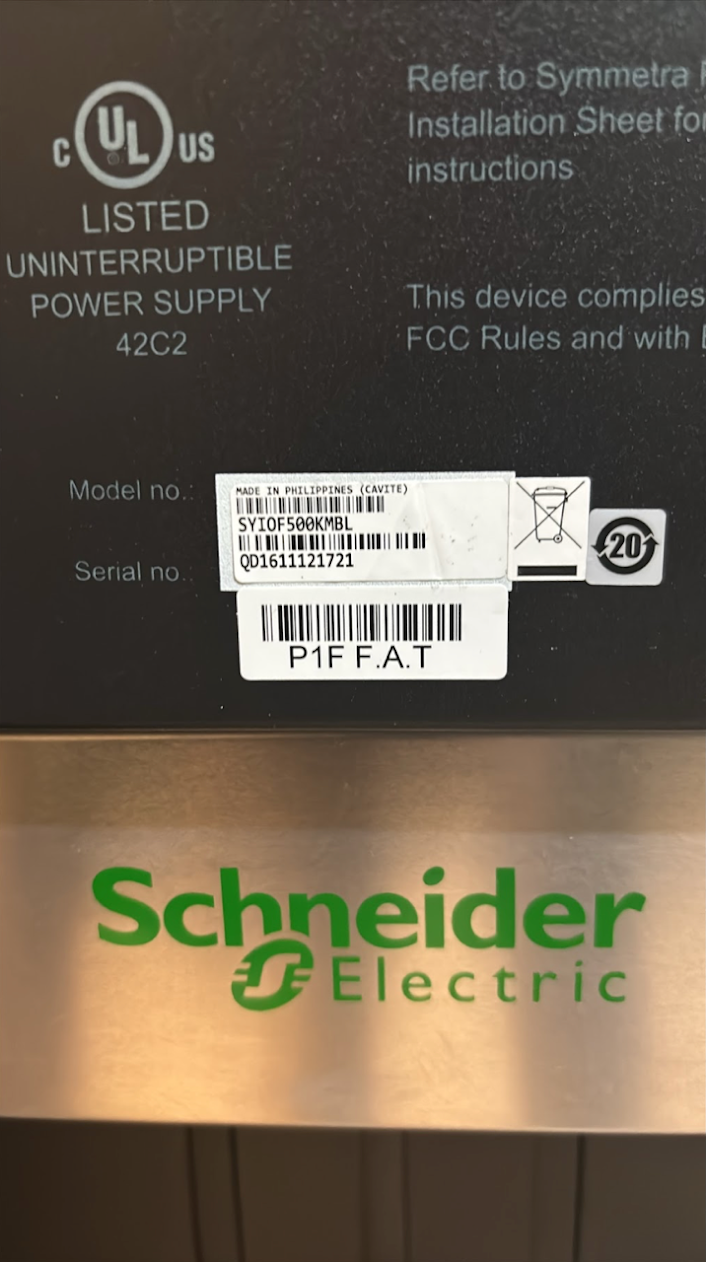 C UL US
LISTED
UNINTERRUPTIBLE
POWER SUPPLY
42C2
Refer to Symmetra
Installation Sheet for
instructions
This device complies
FCC Rules and with
Model no.:
MADE IN PHILIPPINES (CAVITE)
SYIOF500KMBL
Serial no.:
QD1611121721
20
P1F F.A.T
Schneider
Electric